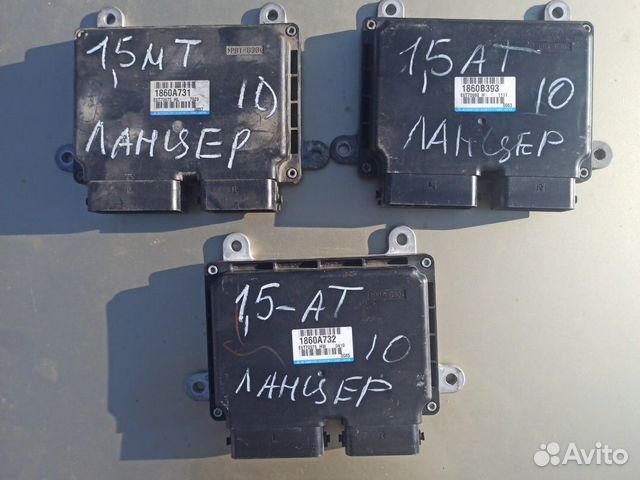 1,5 МТ
1860A731
10
ЛАНЦЕР
L
R
1,5 АТ
1860B393
10
ЛАНЦЕР
L
R
1,5-АТ
1860A732
10
ЛАНЦЕР
L
R
Avito